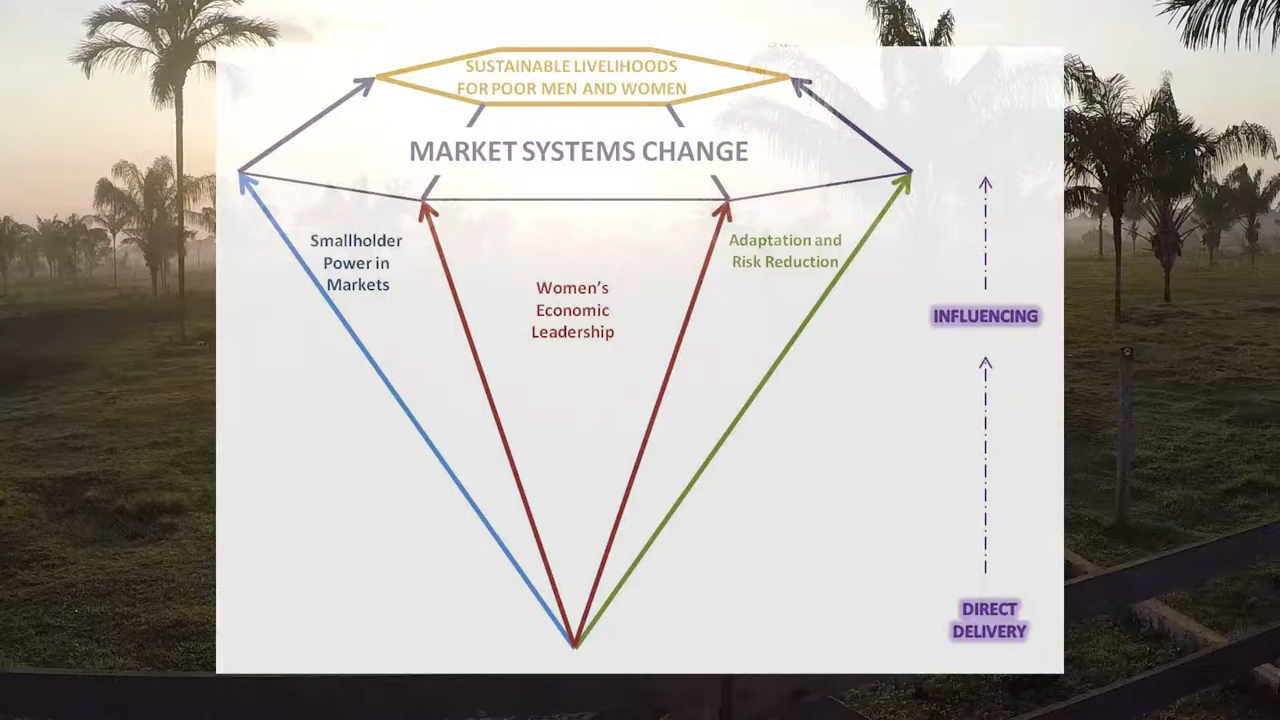 SUSTAINABLE LIVELIHOODS
FOR POOR MEN AND WOMEN
MARKET SYSTEMS CHANGE
Smallholder
Power in
Markets
Women's
Economic
Leadership
Adaptation and
Risk Reduction
INFLUENCING
DIRECT
DELIVERY